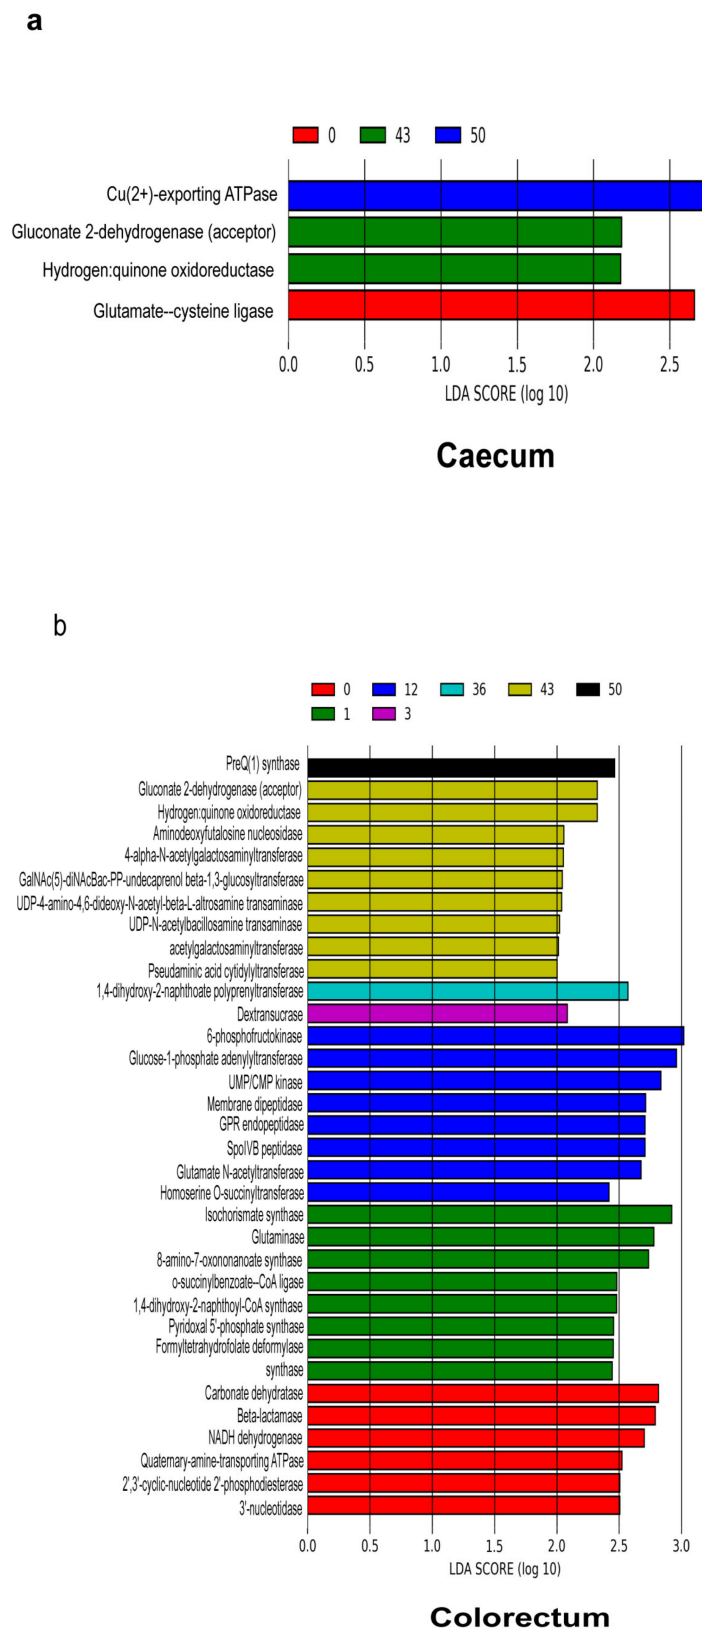 a
0 43 50
Cu(2+)-exporting ATPase
Gluconate 2-dehydrogenase (acceptor)
Hydrogen:quinone oxidoreductase
Glutamate--cysteine ligase
0.0 0.5 1.0 1.5 2.0 2.5
LDA SCORE (log 10)
Caecum
b
0 12 36 43 50
1 3
PreQ(1) synthase
Gluconate 2-dehydrogenase (acceptor)
Hydrogen:quinone oxidoreductase
Aminodeoxyfutalosine nucleosidase
4-alpha-N-acetylgalactosaminyltransferase
GalNAc(5)-diNAcBac-PP-undecaprenol beta-1,3-glucosyltransferase
UDP-4-amino-4,6-dideoxy-N-acetyl-beta-L-altrosamine transaminase
UDP-N-acetylbacillosamine transaminase
acetylgalactosaminyltransferase
Pseudaminic acid cytidylyltransferase
1,4-dihydroxy-2-naphthoate polyprenyltransferase
Dextransucrase
6-phosphofructokinase
Glucose-1-phosphate adenylyltransferase
UMP/CMP kinase
Membrane dipeptidase
GPR endopeptidase
SpoIVB peptidase
Glutamate N-acetyltransferase
Homoserine O-succinyltransferase
Isochorismate synthase
Glutaminase
8-amino-7-oxononanoate synthase
o-succinylbenzoate--CoA ligase
1,4-dihydroxy-2-naphthoyl-CoA synthase
Pyridoxal 5'-phosphate synthase
Formyltetrahydrofolate deformylase
synthase
Carbonate dehydratase
Beta-lactamase
NADH dehydrogenase
Quaternary-amine-transporting ATPase
2',3'-cyclic-nucleotide 2'-phosphodiesterase
3'-nucleotidase
0.0 0.5 1.0 1.5 2.0 2.5 3.0
LDA SCORE (log 10)
Colorectum